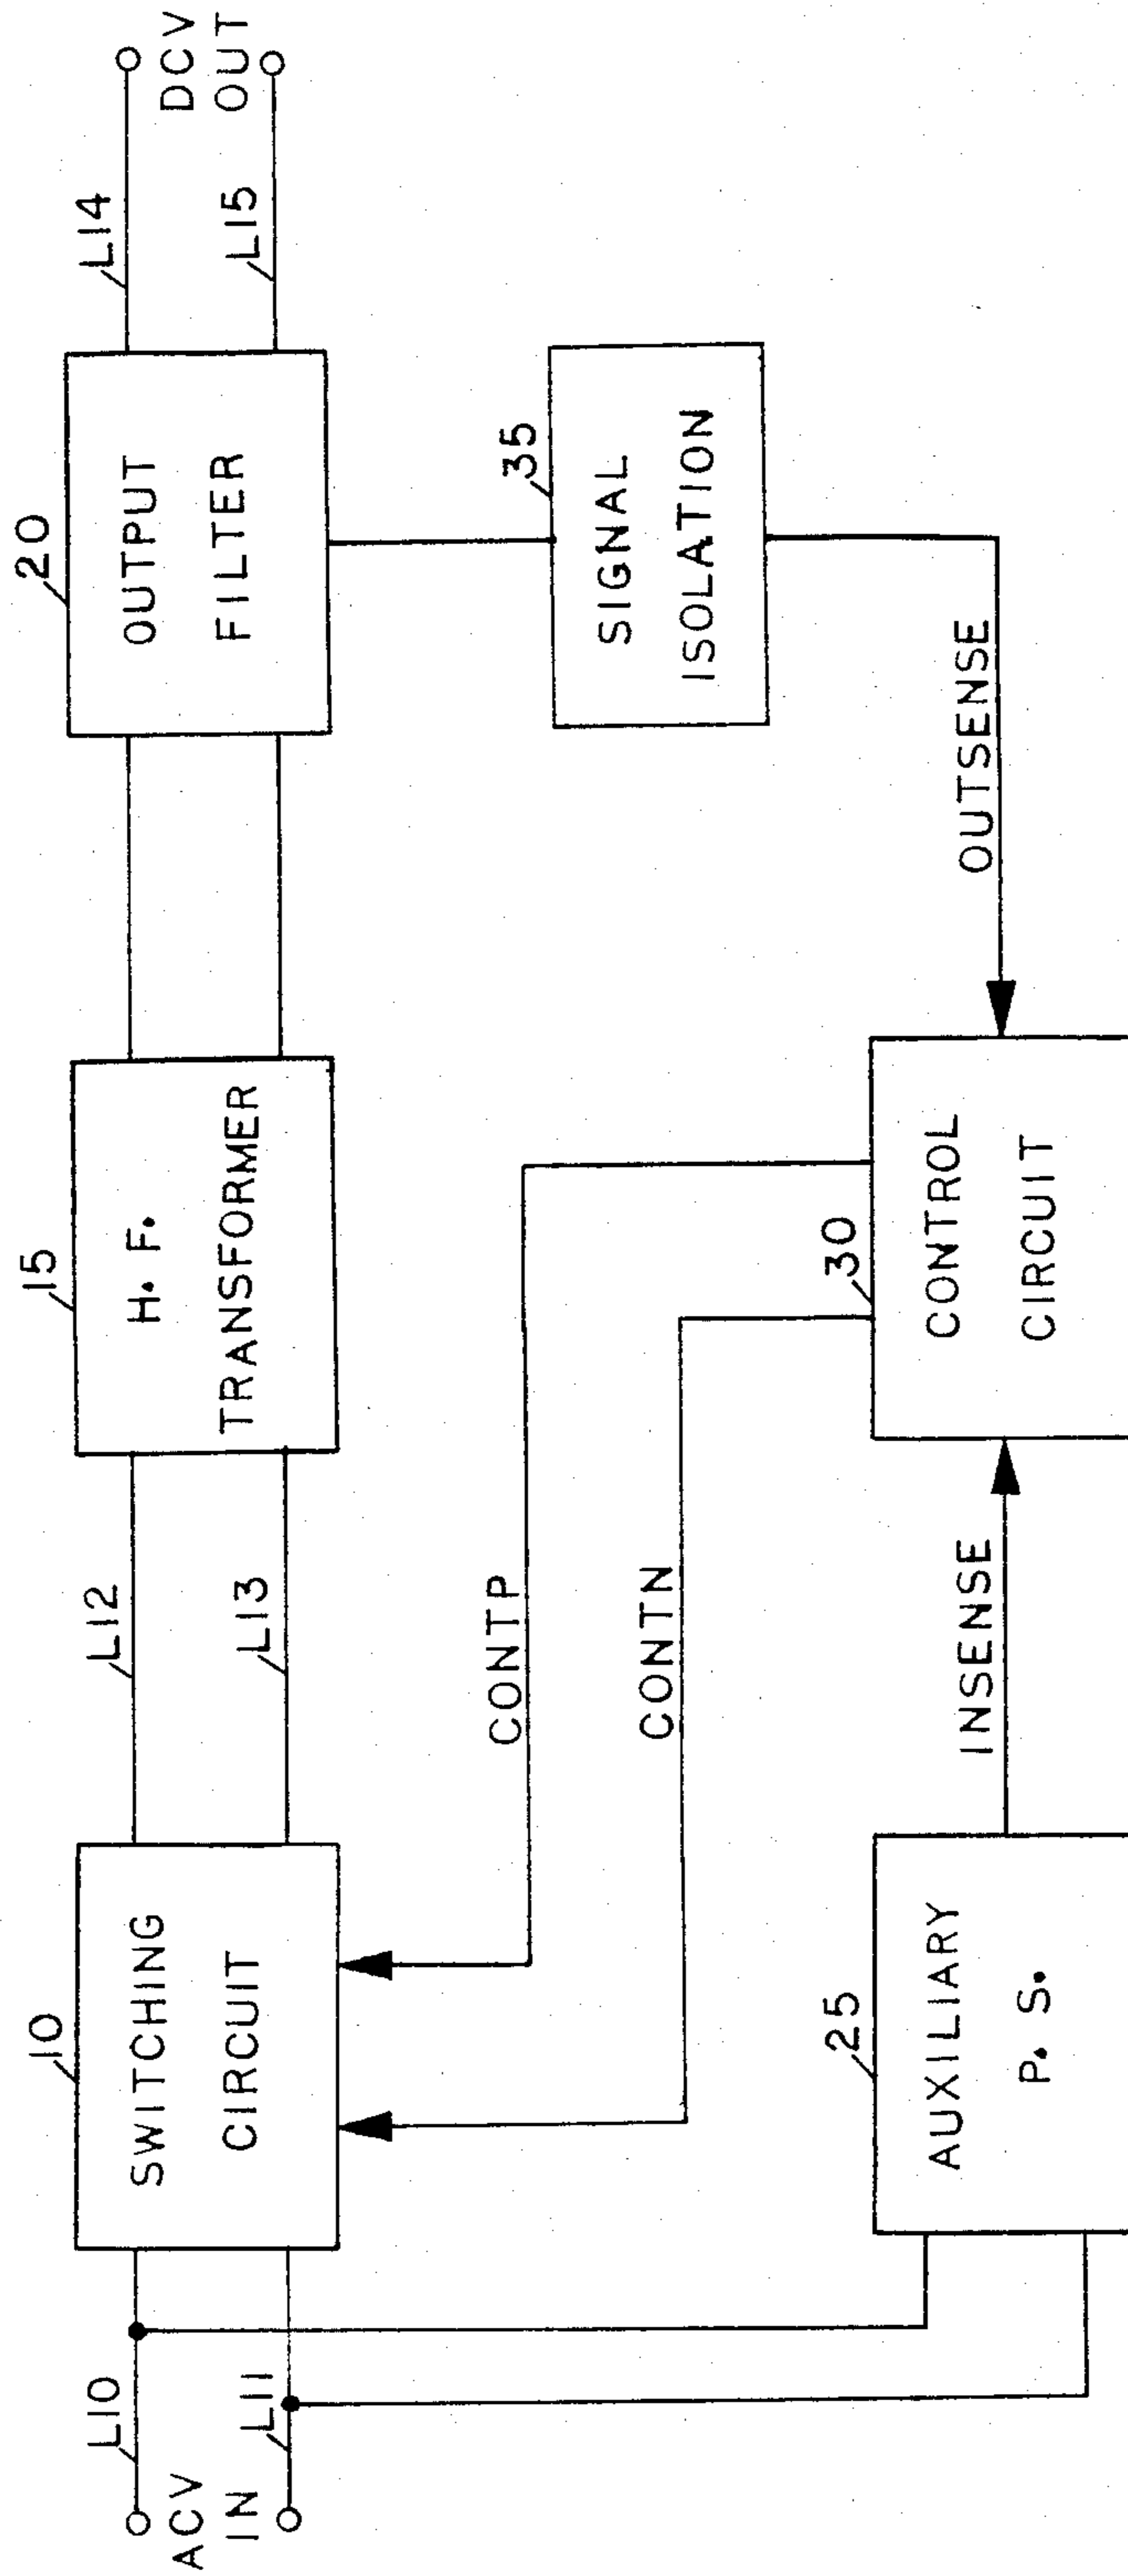 10
15
20
L10
L12
L14
ACV
IN
SWITCHING
CIRCUIT
H. F.
TRANSFORMER
OUTPUT
FILTER
DCV
OUT
L11
L13
L15
CONTP
35
SIGNAL
ISOLATION
CONTN
25
30
AUXILIARY
P. S.
INSENSE
CONTROL
CIRCUIT
OUTSENSE